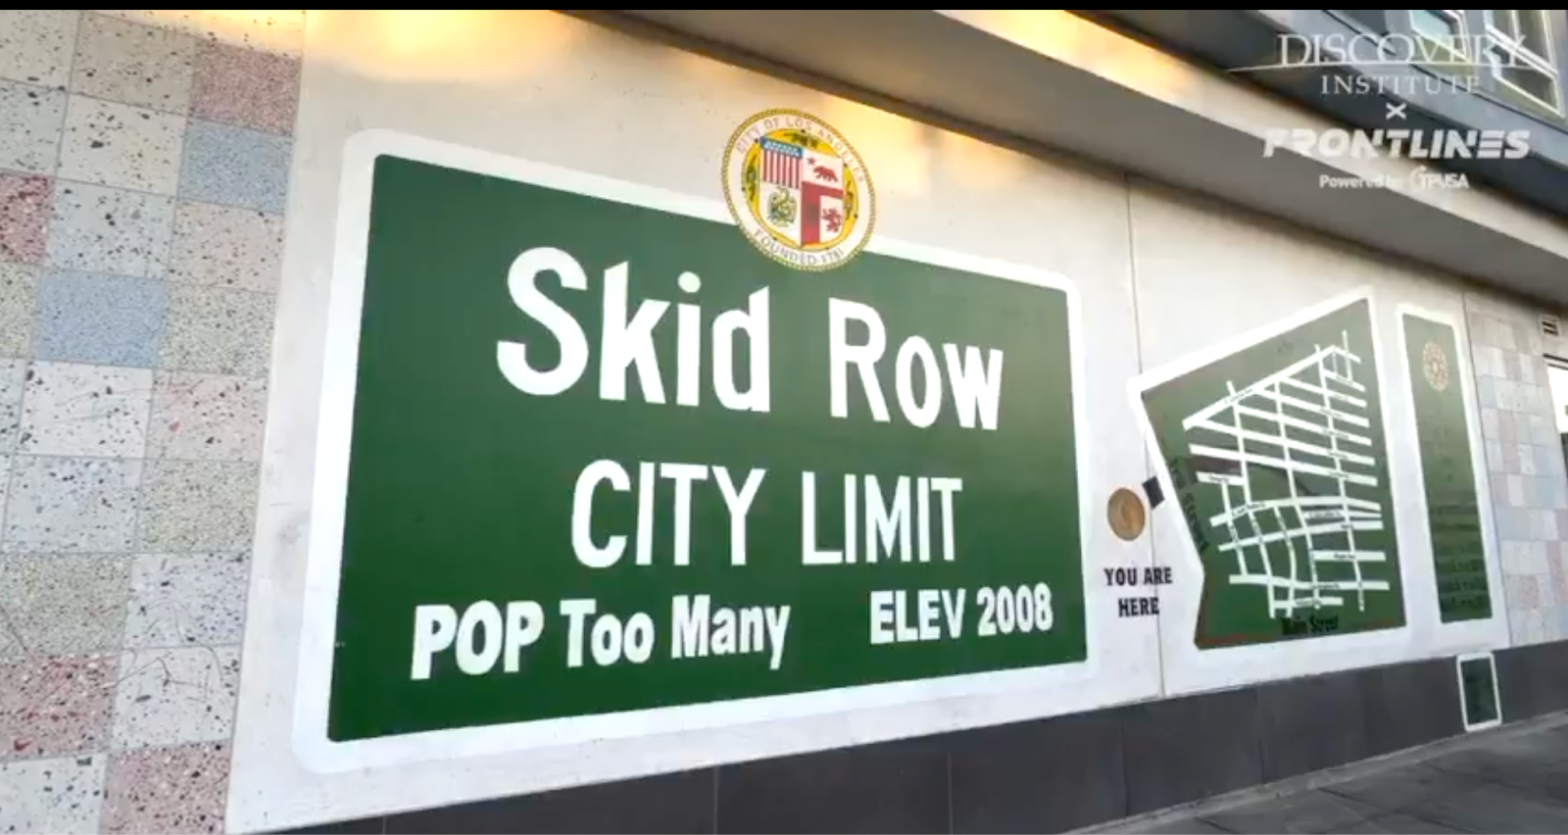 DISCOVERY
INSTITUTE
X
FRONTLINES
Powered by TPUSA
CITY OF LOS ANGELES
FOUNDED 1781
Skid Row
CITY LIMIT
POP Too Many ELEV 2008
YOU ARE
HERE
Main Street